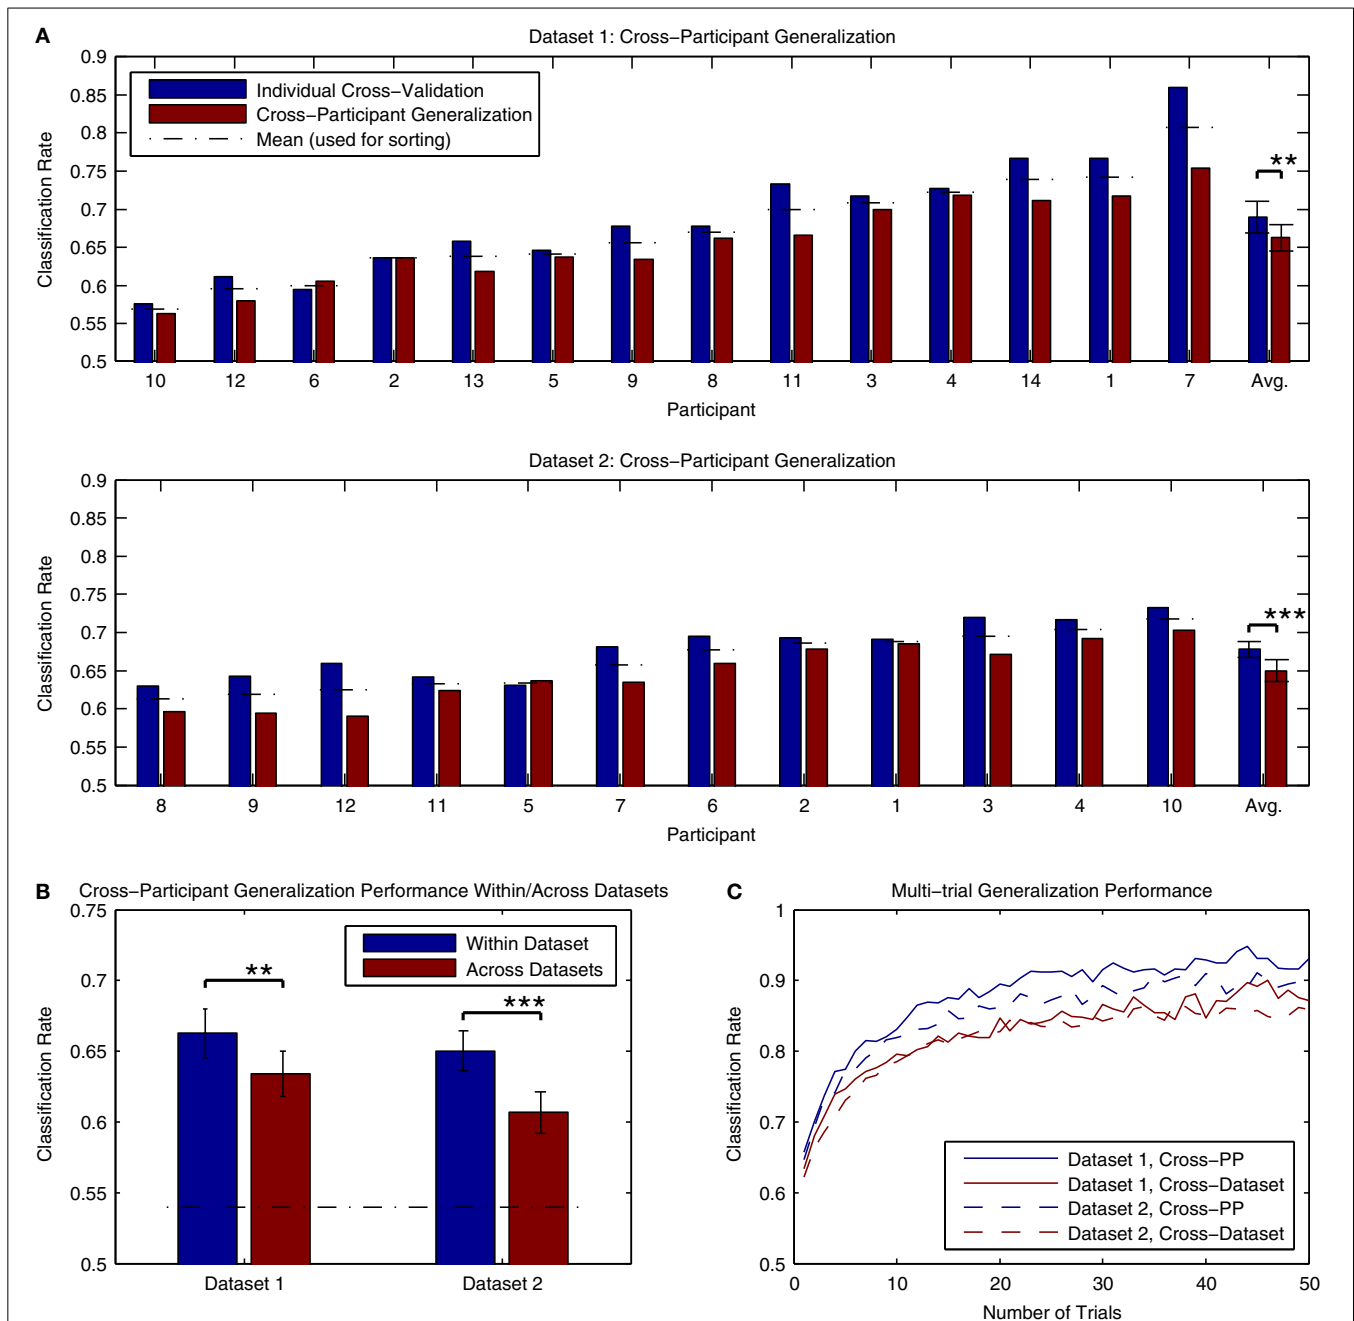 A
Dataset 1: Cross-Participant Generalization
Classification Rate
0.9
0.85
0.8
0.75
0.7
0.65
0.6
0.55
0.5
Individual Cross-Validation
Cross-Participant Generalization
Mean (used for sorting)
**
10 12 6 2 13 5 9 8 11 3 4 14 1 7 Avg.
Participant
Dataset 2: Cross-Participant Generalization
Classification Rate
0.9
0.85
0.8
0.75
0.7
0.65
0.6
0.55
0.5
***
8 9 12 11 5 7 6 2 1 3 4 10 Avg.
Participant
B
Cross-Participant Generalization Performance Within/Across Datasets
Classification Rate
0.75
0.7
0.65
0.6
0.55
0.5
Within Dataset
Across Datasets
**
***
Dataset 1 Dataset 2
C
Multi-trial Generalization Performance
Classification Rate
1
0.9
0.8
0.7
0.6
0.5
Dataset 1, Cross-PP
Dataset 1, Cross-Dataset
Dataset 2, Cross-PP
Dataset 2, Cross-Dataset
0 10 20 30 40 50
Number of Trials